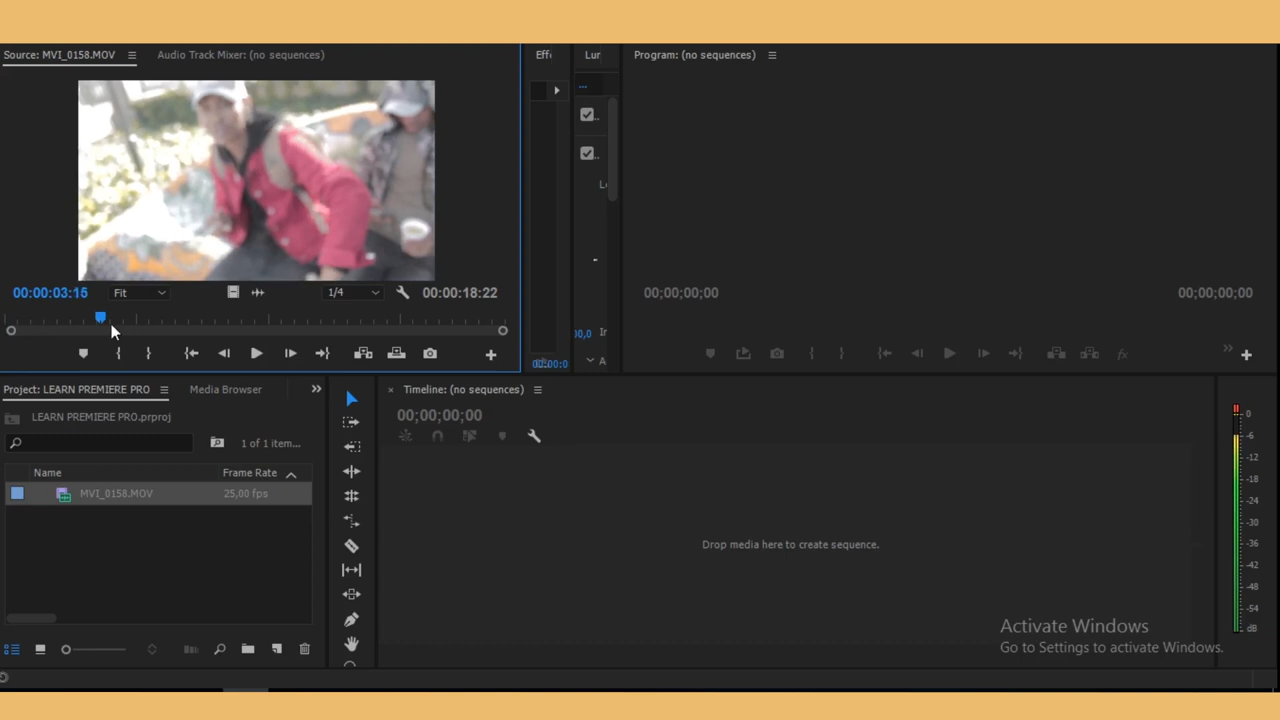 Source: MVI_0158.MOV
Audio Track Mixer: (no sequences)
Effe
Lur
Program: (no sequences)
...
00:00:03:15
Fit
1/4
00:00:18:22
00;00;00;00
00;00;00;00
00,0
Project: LEARN PREMIERE PRO
Media Browser
Timeline: (no sequences)
LEARN PREMIERE PRO.prproj
00;00;00;00
1 of 1 item...
Name
Frame Rate
MVI_0158.MOV
25,00 fps
Drop media here to create sequence.
0
-6
-12
-18
-24
-30
-36
-42
-48
-54
dB
Activate Windows
Go to Settings to activate Windows.